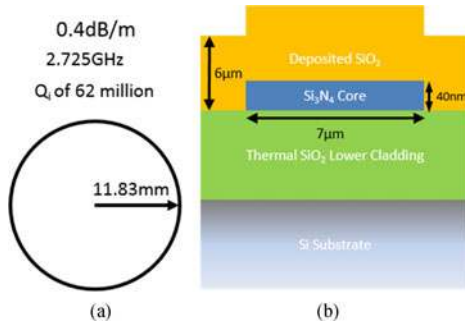 0.4dB/m
2.725GHz
Qᵢ of 62 million
11.83mm
(a)
Deposited SiO₂
6µm
Si₃N₄ Core
40nm
7µm
Thermal SiO₂ Lower Cladding
Si Substrate
(b)